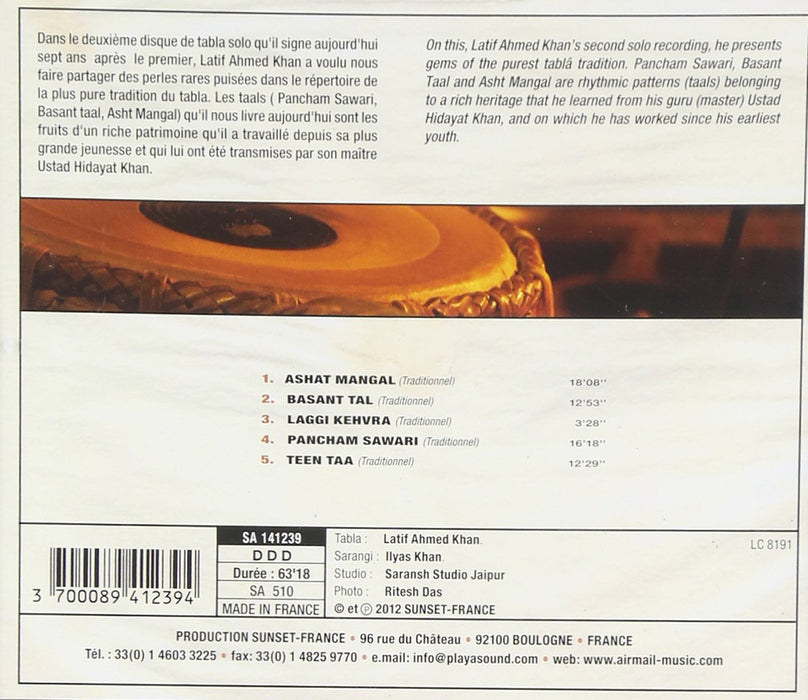 Dans le deuxième disque de tabla solo qu'il signe aujourd'hui
sept ans après le premier, Latif Ahmed Khan a voulu nous
faire partager des perles rares puisées dans le répertoire de
la plus pure tradition du tabla. Les taals ( Pancham Sawari,
Basant taal, Asht Mangal) qu'il nous livre aujourd'hui sont les
fruits d'un riche patrimoine qu'il a travaillé depuis sa plus
grande jeunesse et qui lui ont été transmises par son maître
Ustad Hidayat Khan.
On this, Latif Ahmed Khan's second solo recording, he presents
gems of the purest tablâ tradition. Pancham Sawari, Basant
Taal and Asht Mangal are rhythmic patterns (taals) belonging
to a rich heritage that he learned from his guru (master) Ustad
Hidayat Khan, and on which he has worked since his earliest
youth.
1. ASHAT MANGAL (Traditionnel) 18'08''
2. BASANT TAL (Traditionnel) 12'53''
3. LAGGI KEHVRA (Traditionnel) 3'28''
4. PANCHAM SAWARI (Traditionnel) 16'18''
5. TEEN TAA (Traditionnel) 12'29''
3 700089 412394
SA 141239
D D D
Durée : 63'18
SA 510
MADE IN FRANCE
Tabla : Latif Ahmed Khan.
Sarangi : Ilyas Khan.
Studio : Saransh Studio Jaipur
Photo : Ritesh Das
© et ℗ 2012 SUNSET-FRANCE
LC 8191
PRODUCTION SUNSET-FRANCE • 96 rue du Château • 92100 BOULOGNE • FRANCE
Tél. : 33(0) 1 4603 3225 • fax: 33(0) 1 4825 9770 • e.mail: info@playasound.com • web: www.airmail-music.com